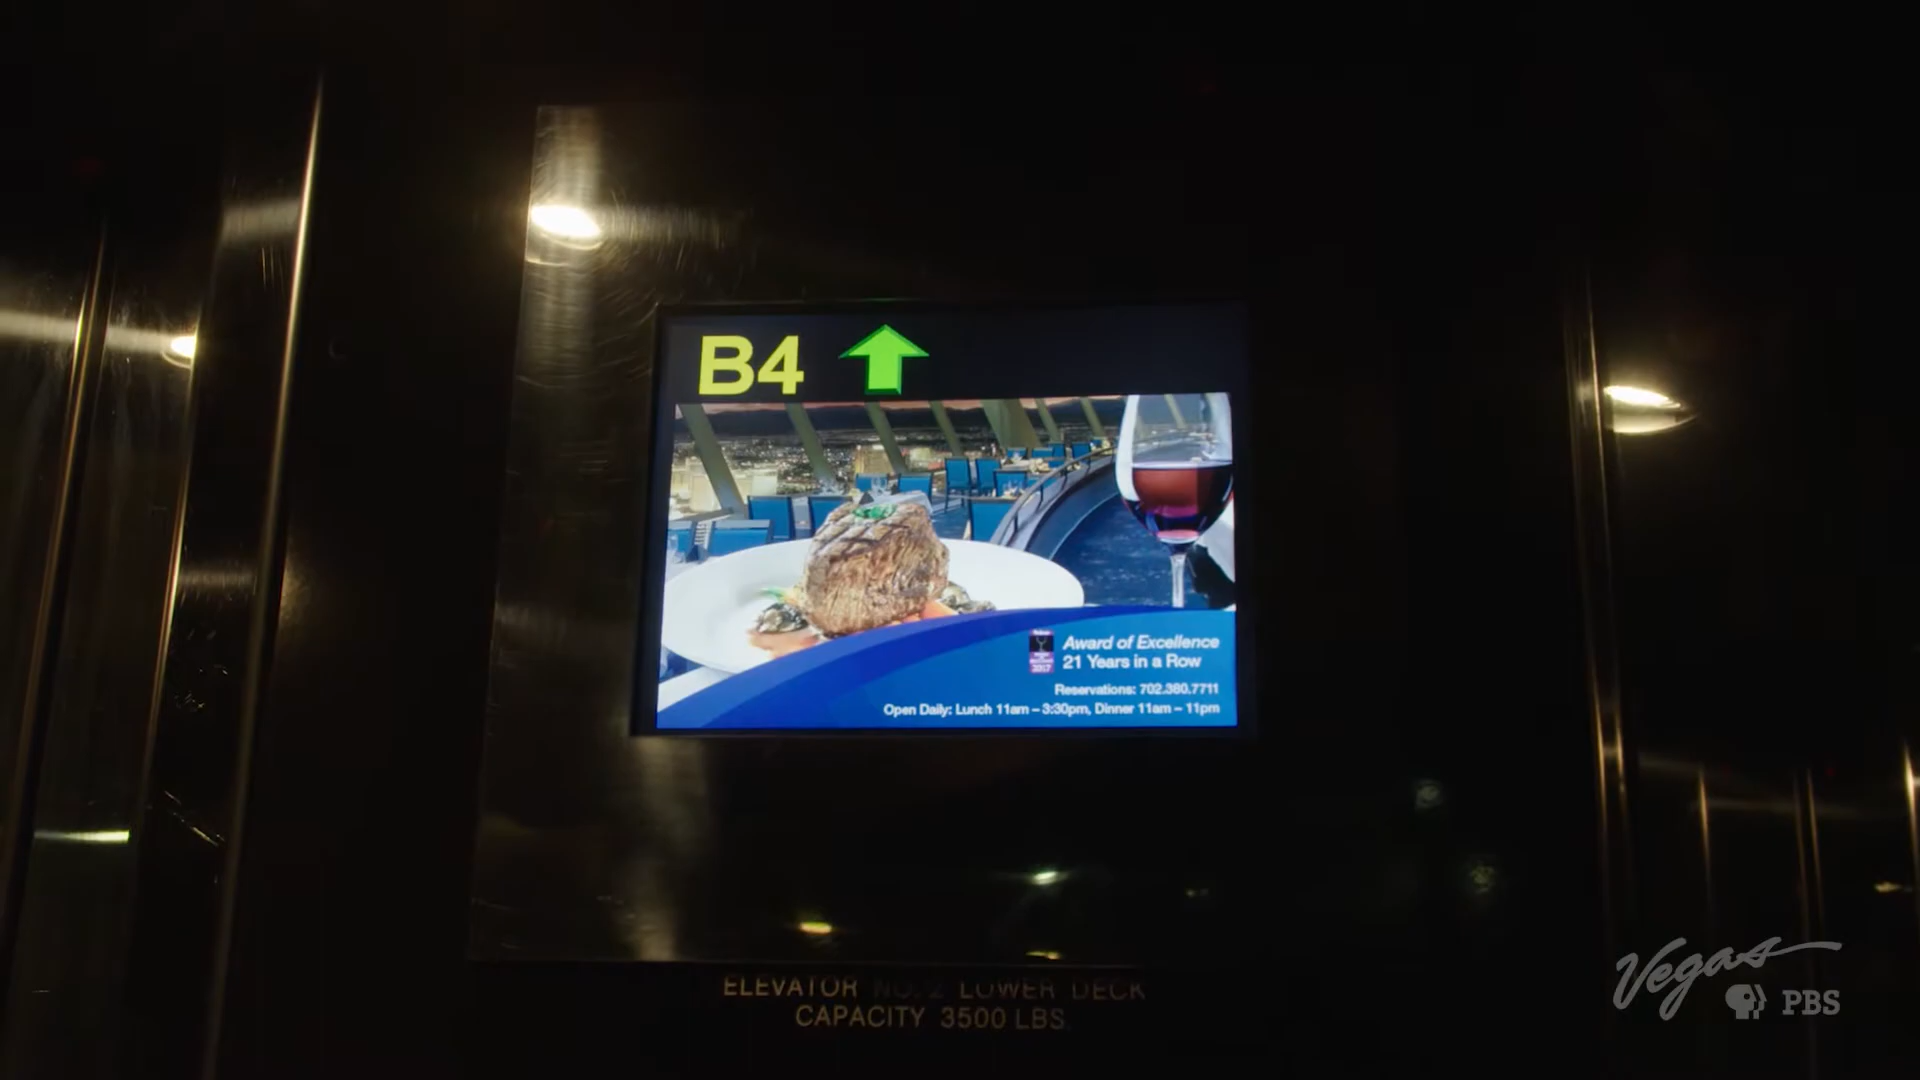 B4
Award of Excellence
21 Years in a Row
Reservations: 702.380.7711
Open Daily: Lunch 11am – 3:30pm, Dinner 11am – 11pm
ELEVATOR NO. 2 LOWER DECK
CAPACITY 3500 LBS.
Vegas
PBS